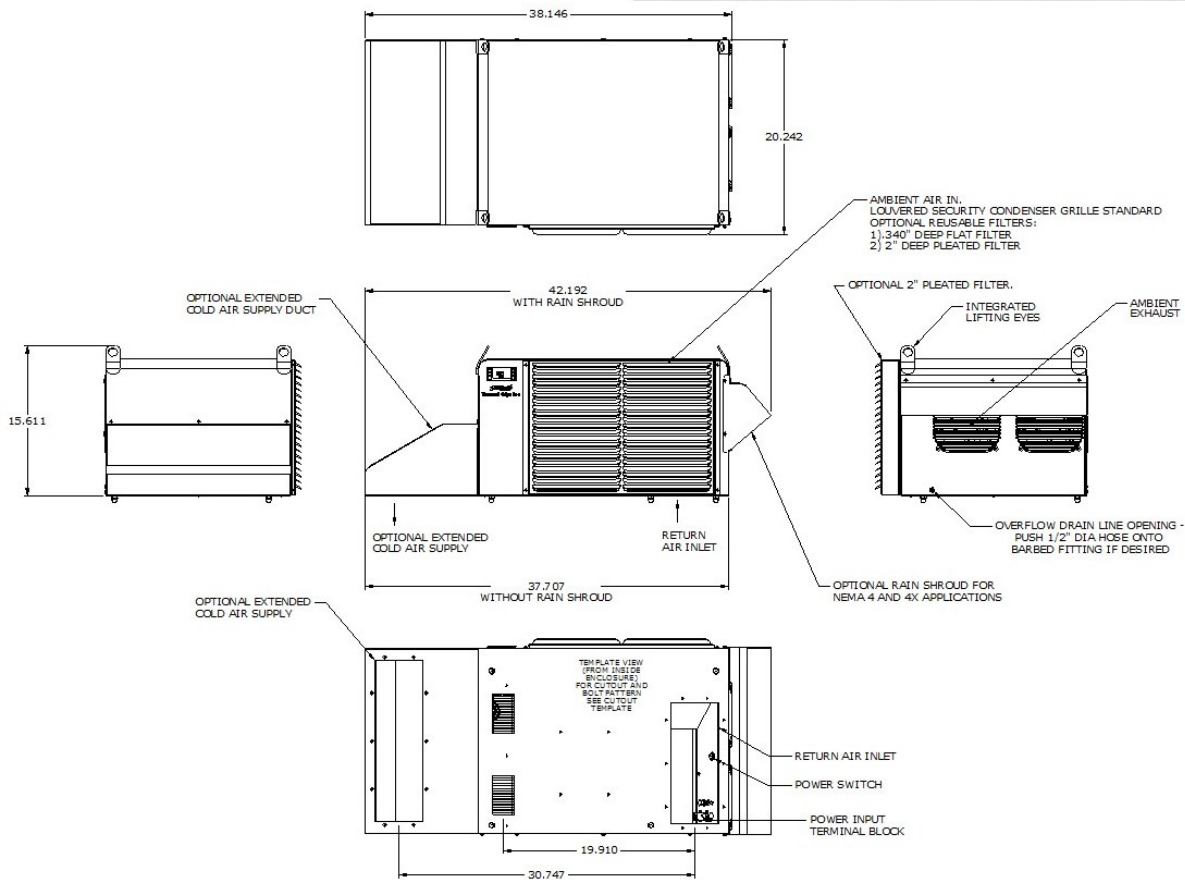 38.146
20.242
AMBIENT AIR IN.
LOUVERED SECURITY CONDENSER GRILLE STANDARD
OPTIONAL REUSABLE FILTERS:
1).340" DEEP FLAT FILTER
2) 2" DEEP PLEATED FILTER
OPTIONAL EXTENDED
COLD AIR SUPPLY DUCT
42.192
WITH RAIN SHROUD
OPTIONAL 2" PLEATED FILTER.
INTEGRATED
LIFTING EYES
AMBIENT
EXHAUST
15.611
OPTIONAL EXTENDED
COLD AIR SUPPLY
RETURN
AIR INLET
OVERFLOW DRAIN LINE OPENING -
PUSH 1/2" DIA HOSE ONTO
BARBED FITTING IF DESIRED
37.707
WITHOUT RAIN SHROUD
OPTIONAL RAIN SHROUD FOR
NEMA 4 AND 4X APPLICATIONS
OPTIONAL EXTENDED
COLD AIR SUPPLY
TEMPLATE VIEW
(FROM INSIDE
ENCLOSURE)
FOR CUTOUT AND
BOLT PATTERN
SEE CUTOUT
TEMPLATE
RETURN AIR INLET
POWER SWITCH
POWER INPUT
TERMINAL BLOCK
19.910
30.747